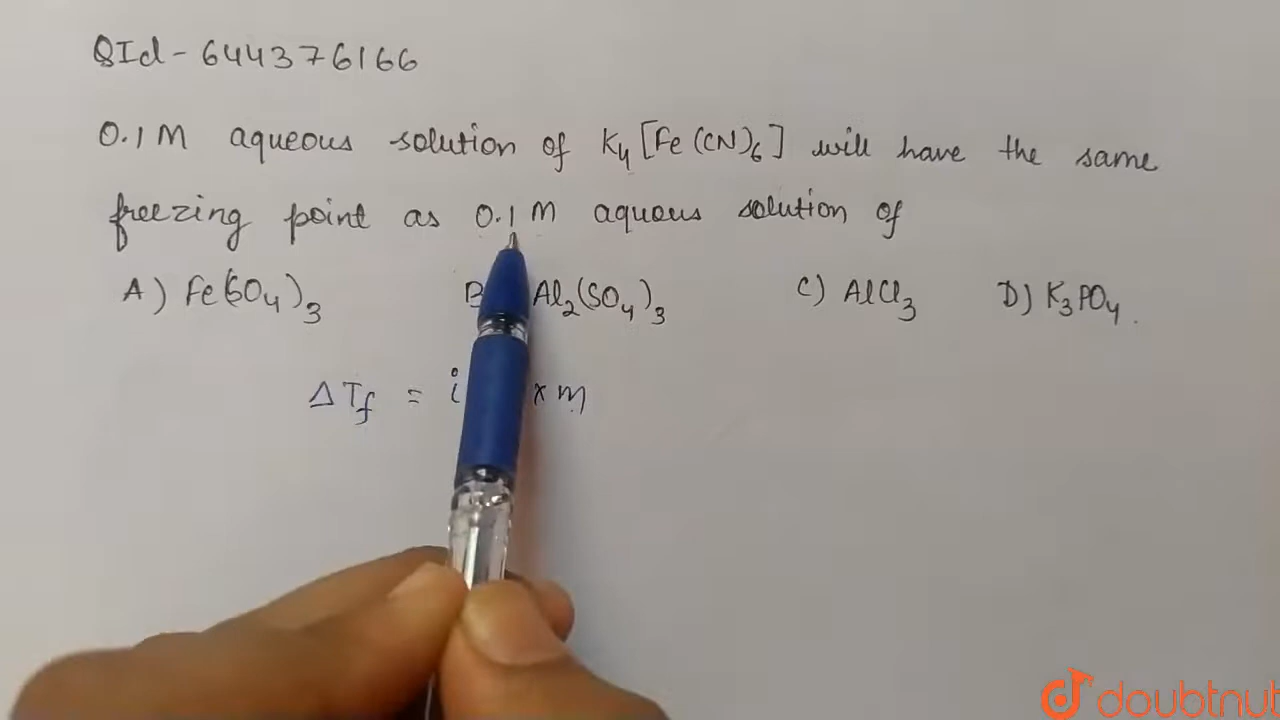 QId - 644376166
0.1 M aqueous solution of K4[Fe(CN)6] will have the same
freezing point as 0.1 M aquous solution of
A) Fe(SO4)3 B Al2(SO4)3 C) AlCl3 D) K3PO4.
ΔTf = i x m
doubtnut